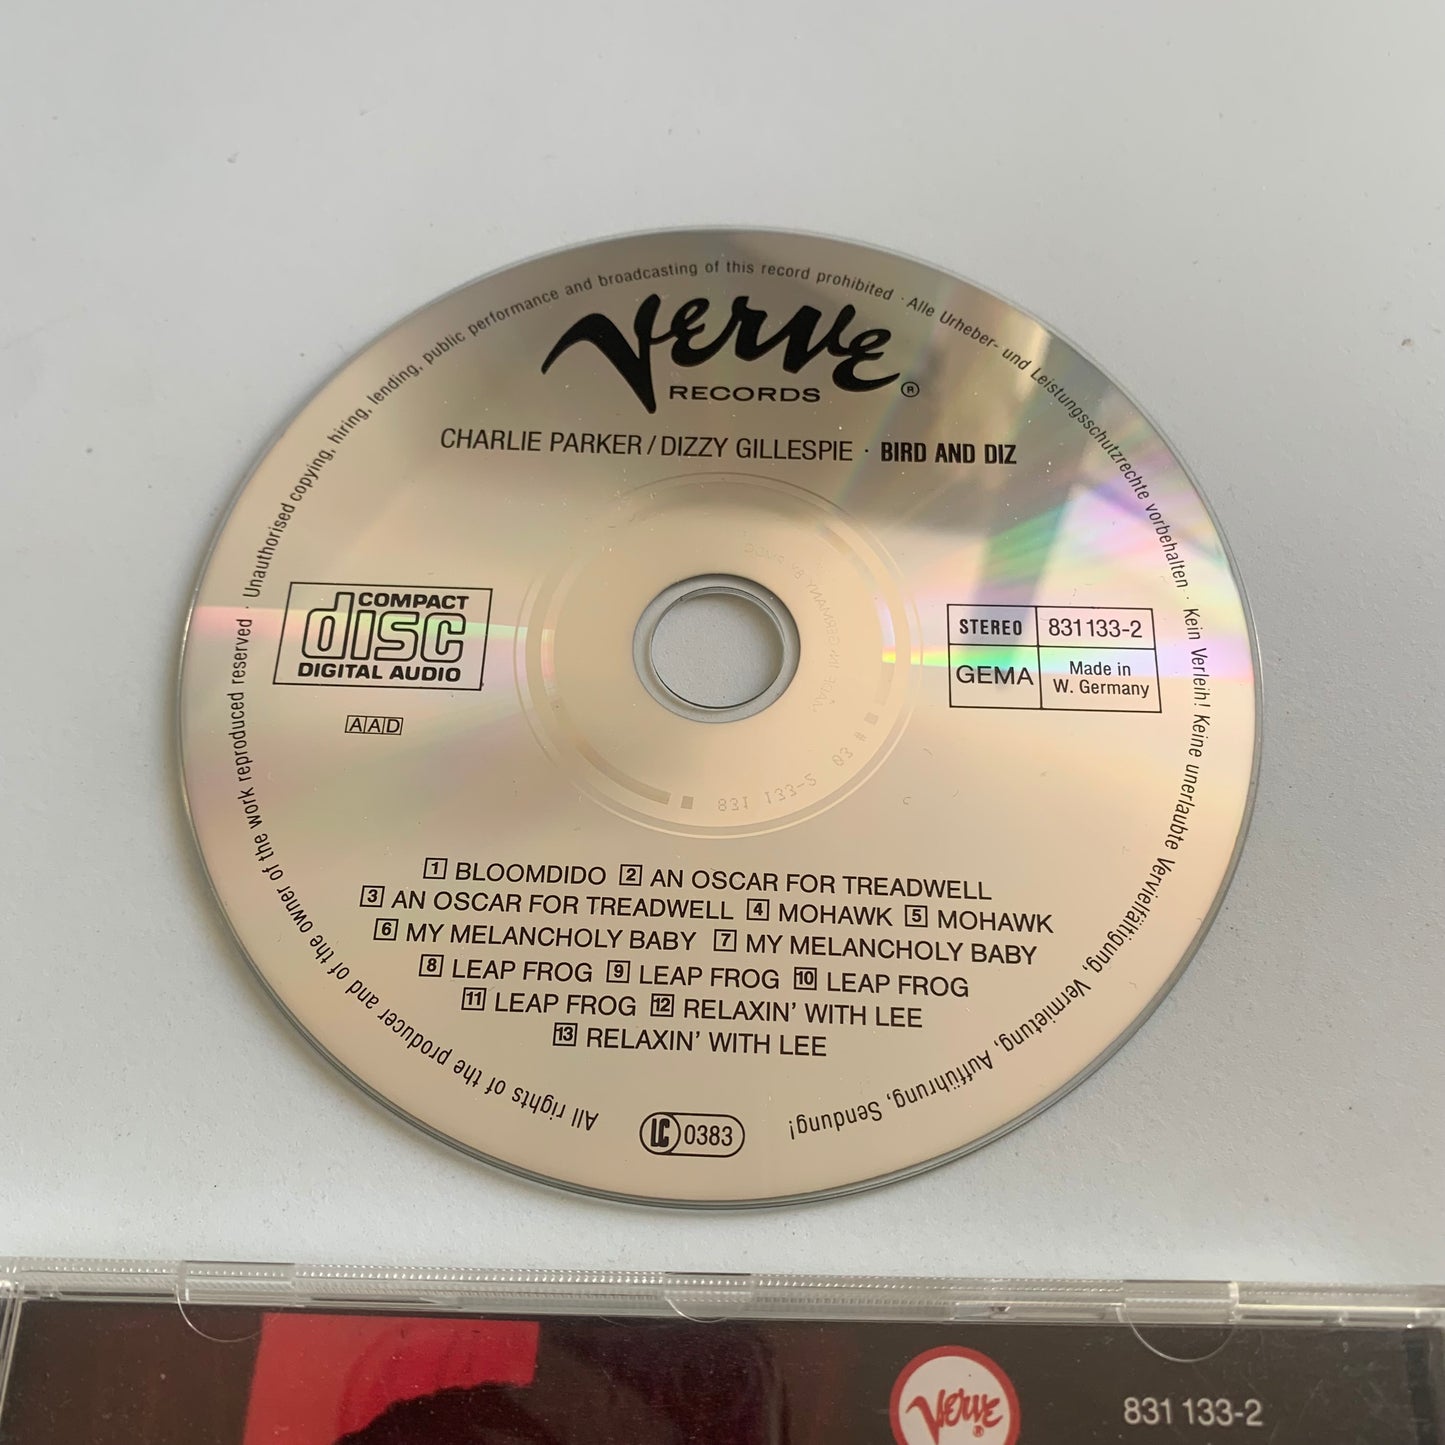 Unauthorised copying, hiring, lending, public performance and broadcasting of this record prohibited · Alle Urheber- und Leistungsschutzrechte vorbehalten · Kein Verleih! Keine unerlaubte Vervielfältigung, Vermietung, Aufführung, Sendung!
VERVE
RECORDS ®
CHARLIE PARKER/DIZZY GILLESPIE · BIRD AND DIZ
COMPACT
disc
DIGITAL AUDIO
AAD
STEREO 831 133-2
GEMA Made in
W. Germany
MADE IN W. GERMANY BY PMDC
831 133-2 03 #
1 BLOOMDIDO 2 AN OSCAR FOR TREADWELL
3 AN OSCAR FOR TREADWELL 4 MOHAWK 5 MOHAWK
6 MY MELANCHOLY BABY 7 MY MELANCHOLY BABY
8 LEAP FROG 9 LEAP FROG 10 LEAP FROG
11 LEAP FROG 12 RELAXIN' WITH LEE
13 RELAXIN' WITH LEE
All rights of the producer and of the owner of the work reproduced reserved ·
LC 0383
VERVE ®
831 133-2